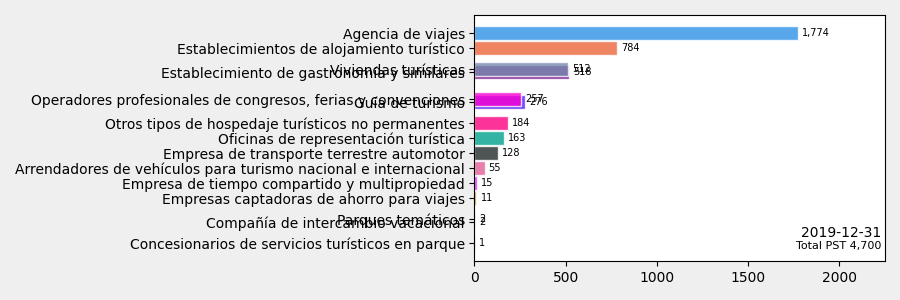 Agencia de viajes 1,774
Establecimientos de alojamiento turístico 784
Viviendas turísticas 512
Establecimiento de gastronomía y similares
Operadores profesionales de congresos, ferias y convenciones 257
Guía de turismo 276
Otros tipos de hospedaje turísticos no permanentes 184
Oficinas de representación turística 163
Empresa de transporte terrestre automotor 128
Arrendadores de vehículos para turismo nacional e internacional 55
Empresa de tiempo compartido y multipropiedad 15
Empresas captadoras de ahorro para viajes 11
Parques temáticos 2
Compañía de intercambio vacacional 2
Concesionarios de servicios turísticos en parque 1
2019-12-31
Total PST 4,700
0 500 1000 1500 2000